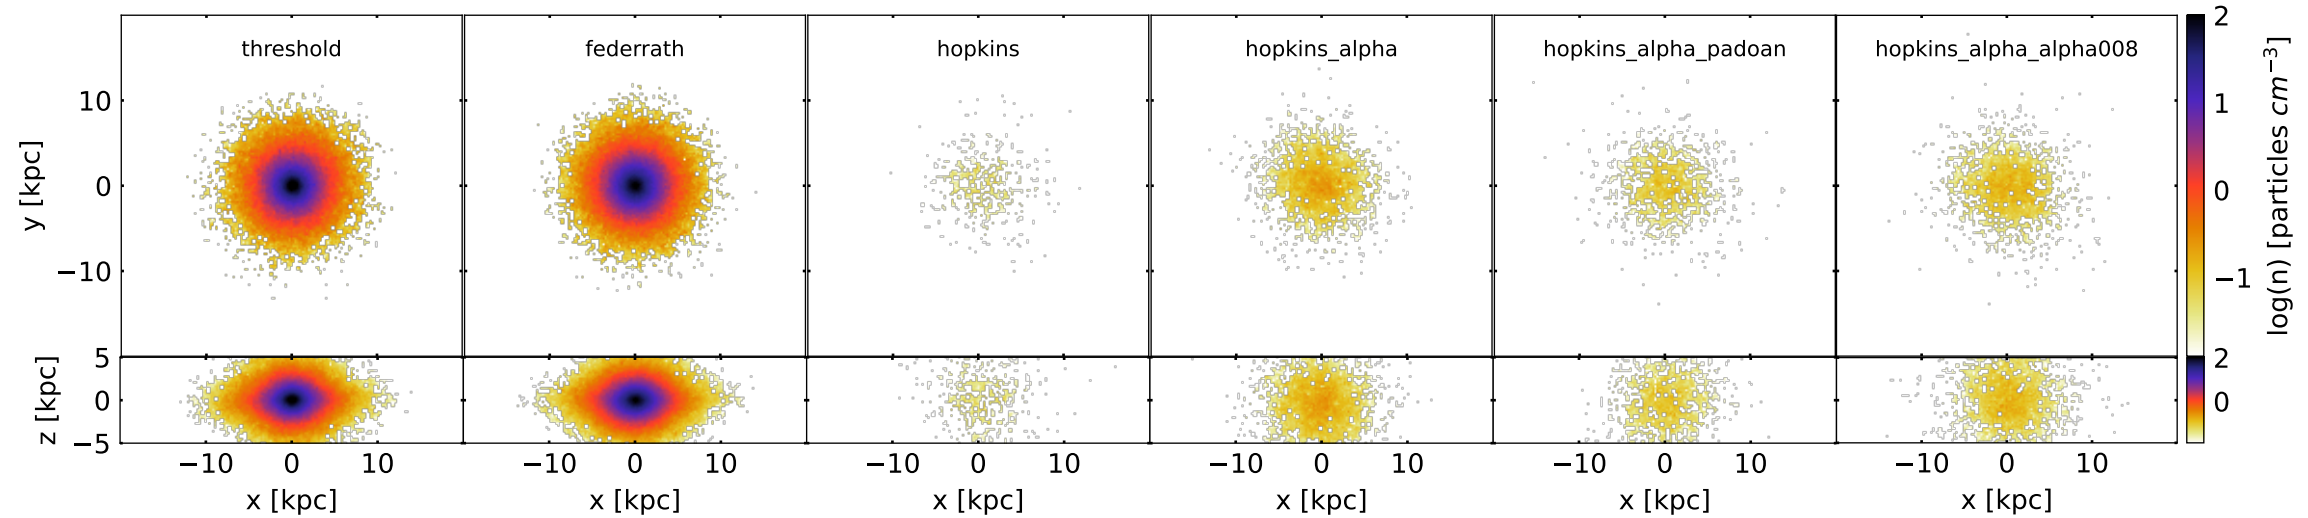 threshold
federrath
hopkins
hopkins_alpha
hopkins_alpha_padoan
hopkins_alpha_alpha008
10
0
−10
y [kpc]
2
1
0
−1
log(n) [particles cm⁻³]
5
0
−5
z [kpc]
2
0
−10 0 10
−10 0 10
−10 0 10
−10 0 10
−10 0 10
−10 0 10
x [kpc]
x [kpc]
x [kpc]
x [kpc]
x [kpc]
x [kpc]